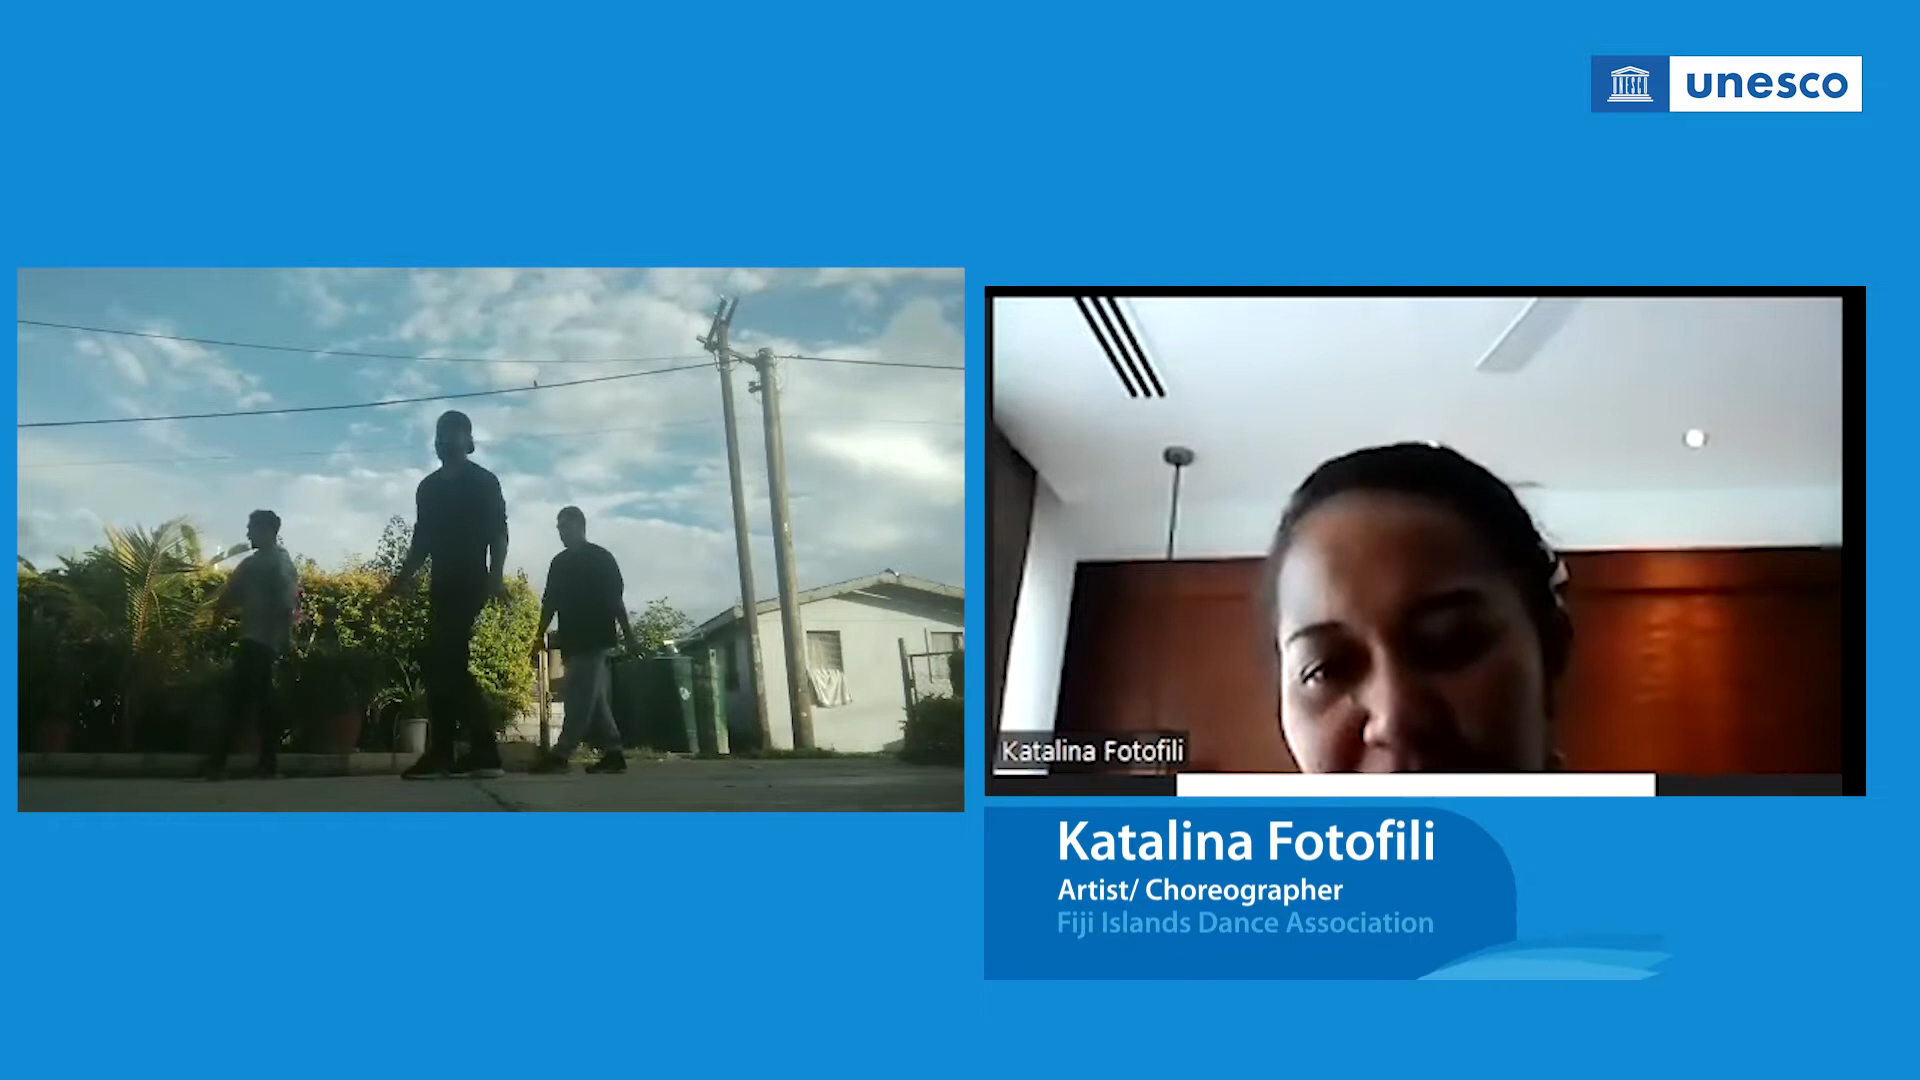 unesco
Katalina Fotofili
Katalina Fotofili
Artist/ Choreographer
Fiji Islands Dance Association